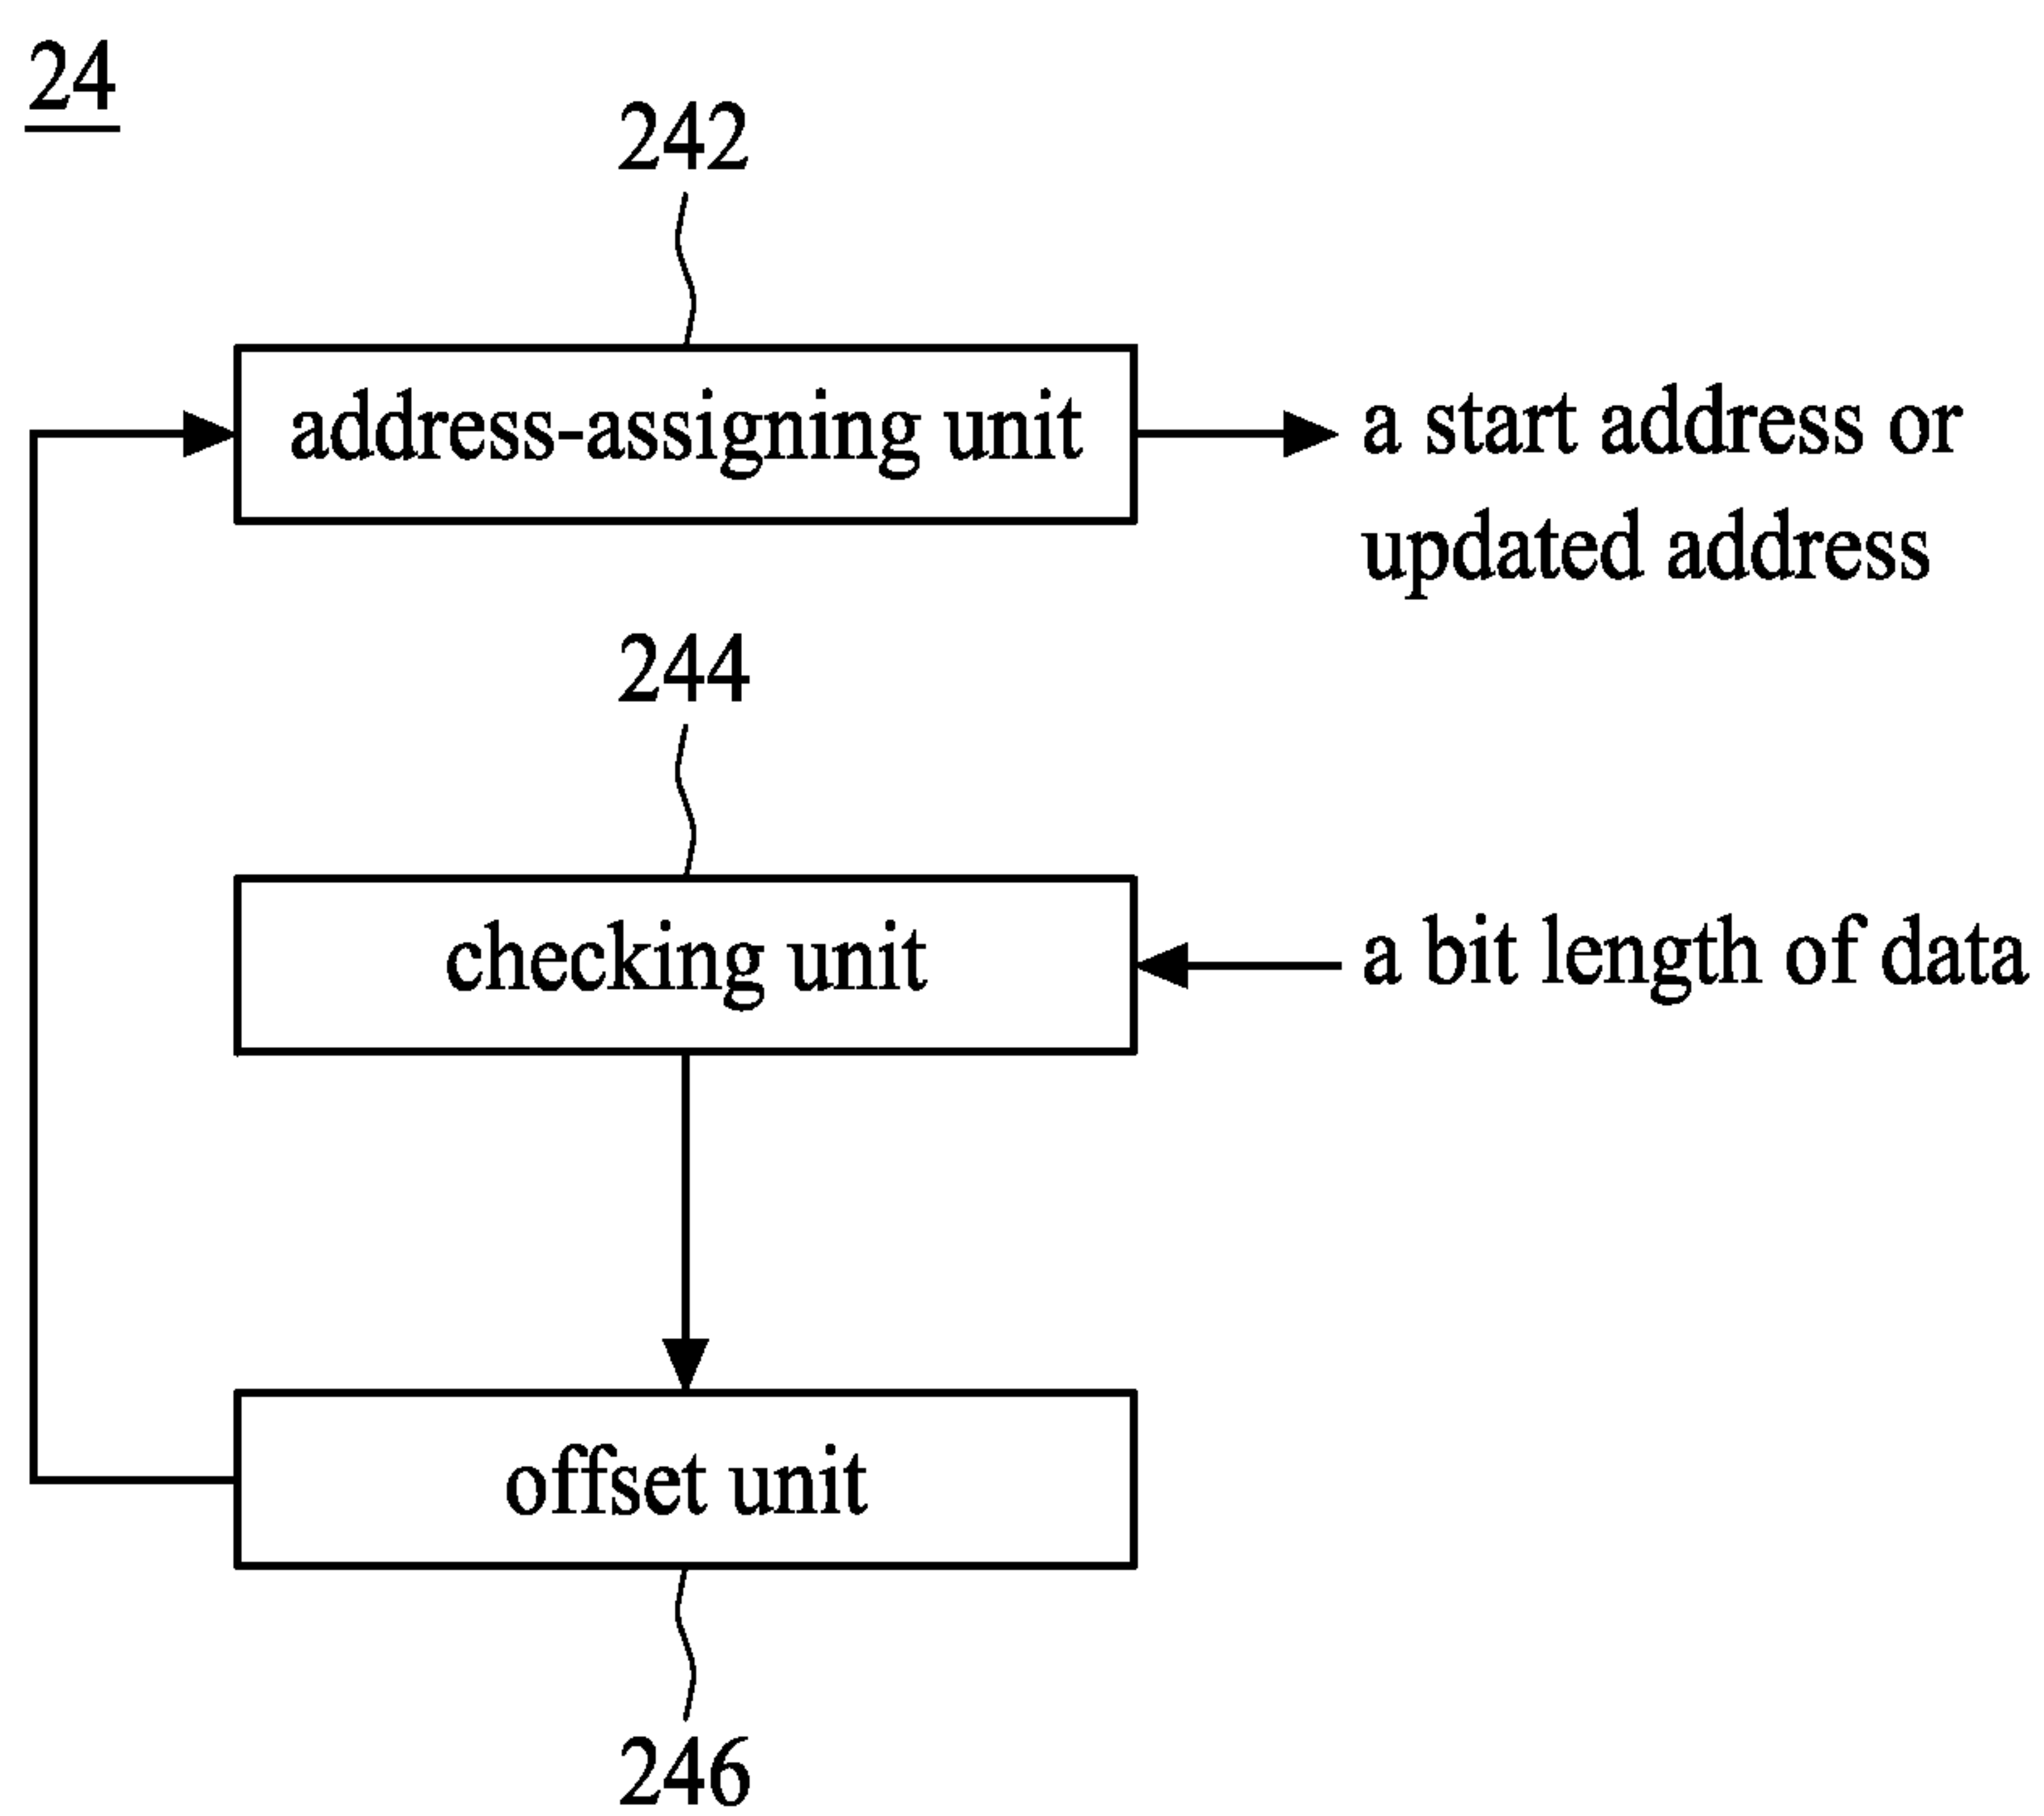 24
242
address-assigning unit
a start address or
updated address
244
checking unit
a bit length of data
offset unit
246